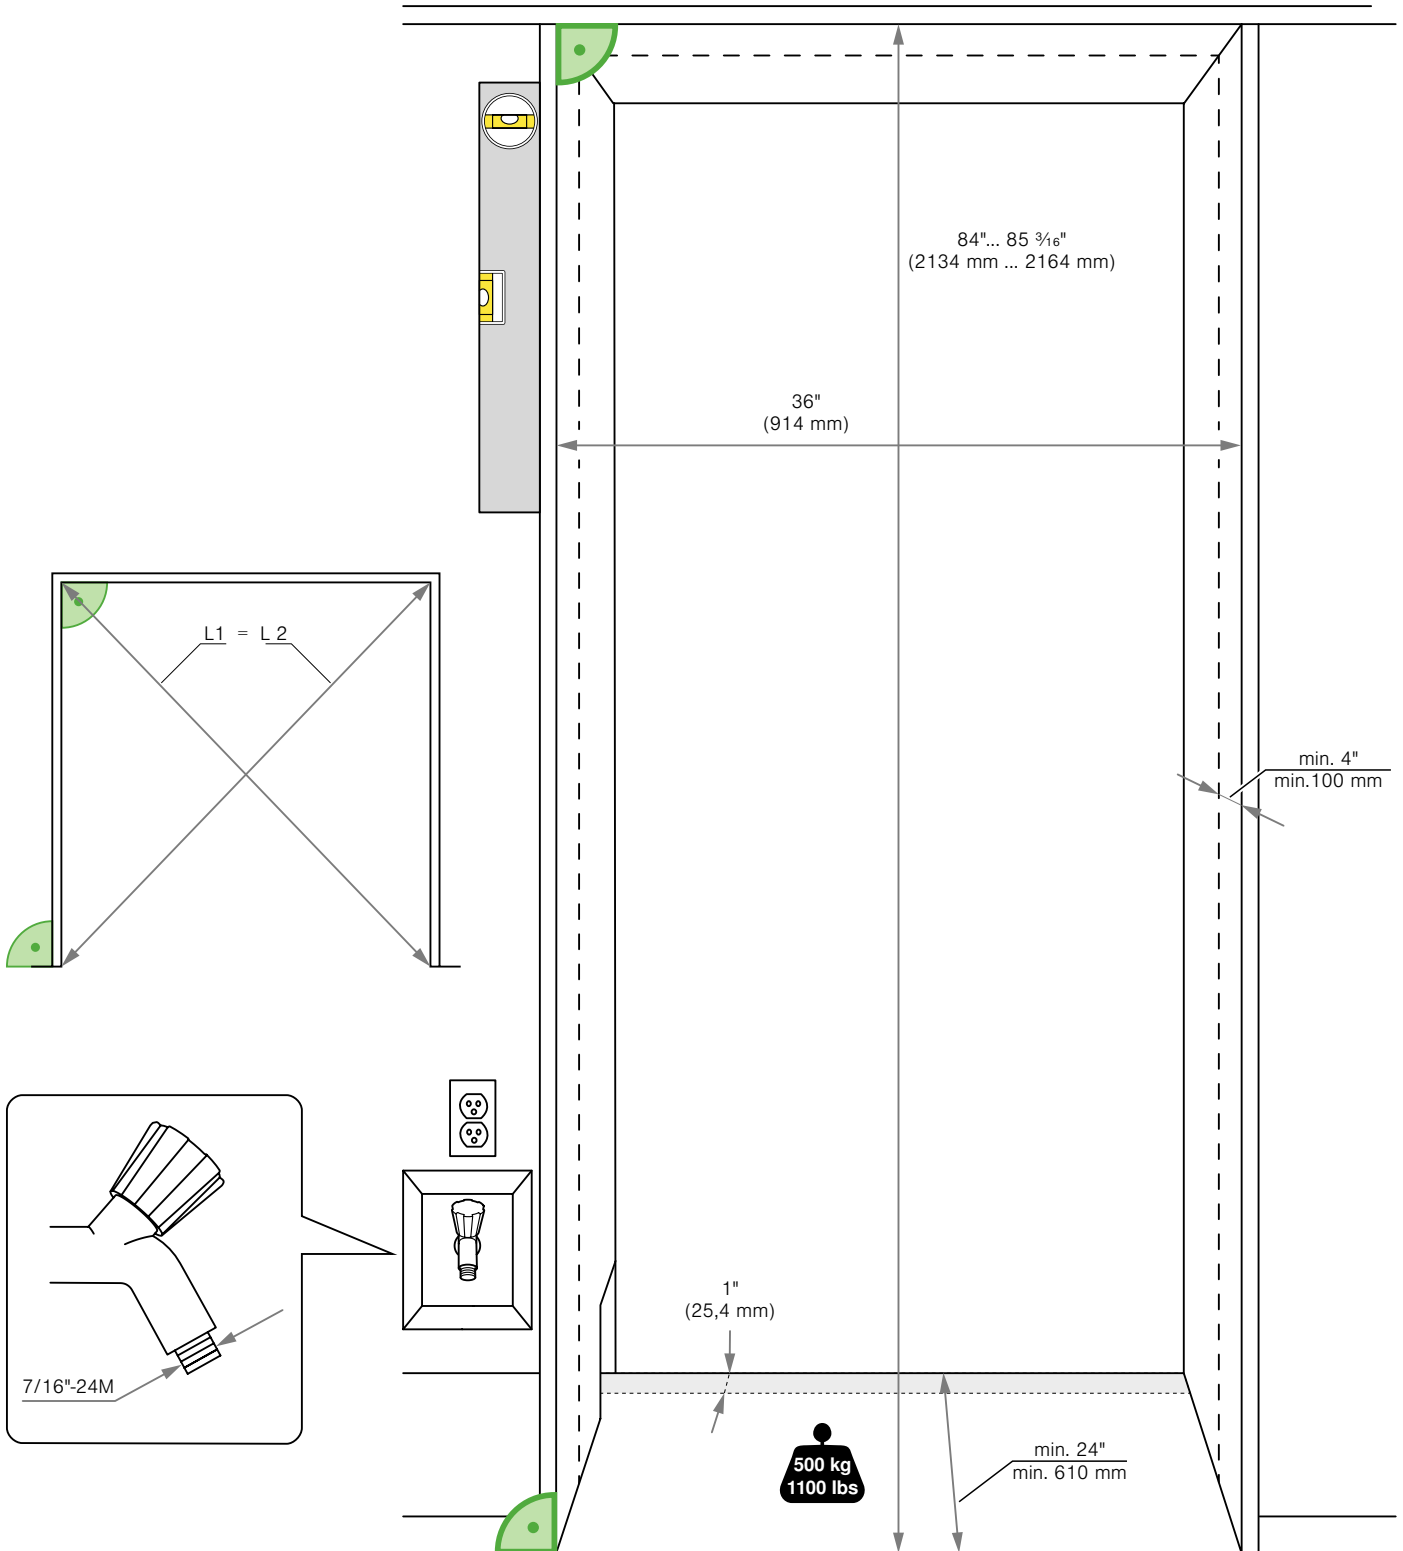 84"... 85 ³⁄₁₆"
(2134 mm ... 2164 mm)
36"
(914 mm)
L1 = L 2
min. 4"
min.100 mm
1"
(25,4 mm)
7/16"-24M
500 kg
1100 lbs
min. 24"
min. 610 mm